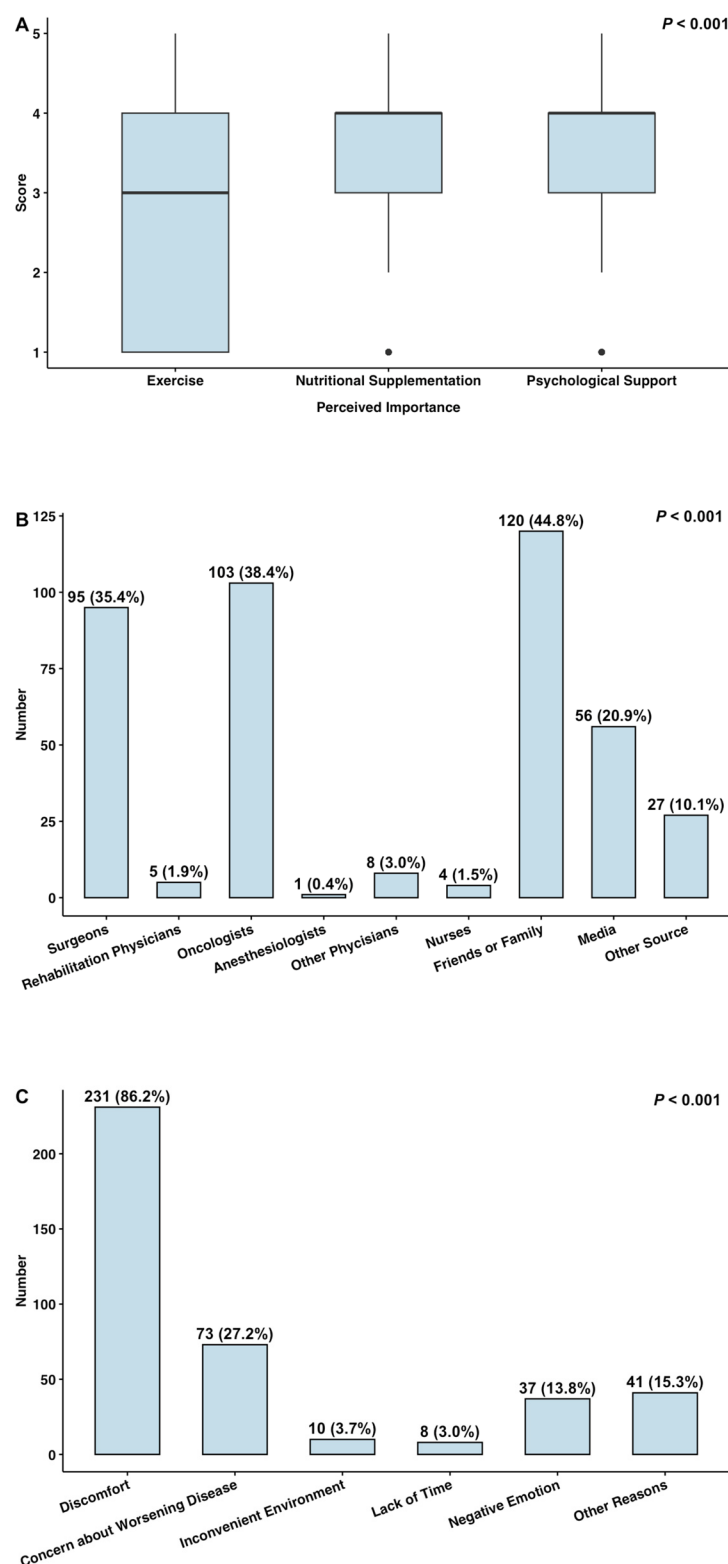 A
P < 0.001
5
4
3
2
1
Score
Exercise
Nutritional Supplementation
Psychological Support
Perceived Importance
B
P < 0.001
125
100
75
50
25
0
Number
95 (35.4%)
5 (1.9%)
103 (38.4%)
1 (0.4%)
8 (3.0%)
4 (1.5%)
120 (44.8%)
56 (20.9%)
27 (10.1%)
Surgeons
Rehabilitation Physicians
Oncologists
Anesthesiologists
Other Phycisians
Nurses
Friends or Family
Media
Other Source
C
P < 0.001
200
150
100
50
0
Number
231 (86.2%)
73 (27.2%)
10 (3.7%)
8 (3.0%)
37 (13.8%)
41 (15.3%)
Discomfort
Concern about Worsening Disease
Inconvenient Environment
Lack of Time
Negative Emotion
Other Reasons